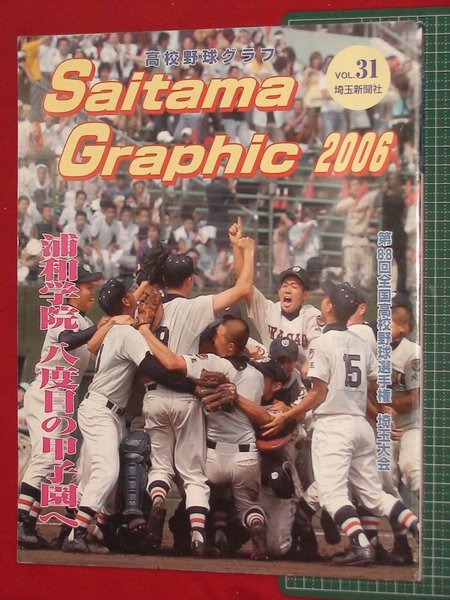 高校野球グラフ
Saitama
Graphic 2006
VOL.31
埼玉新聞社
浦和学院 八度目の甲子園へ
第88回全国高校野球選手権 埼玉大会
15